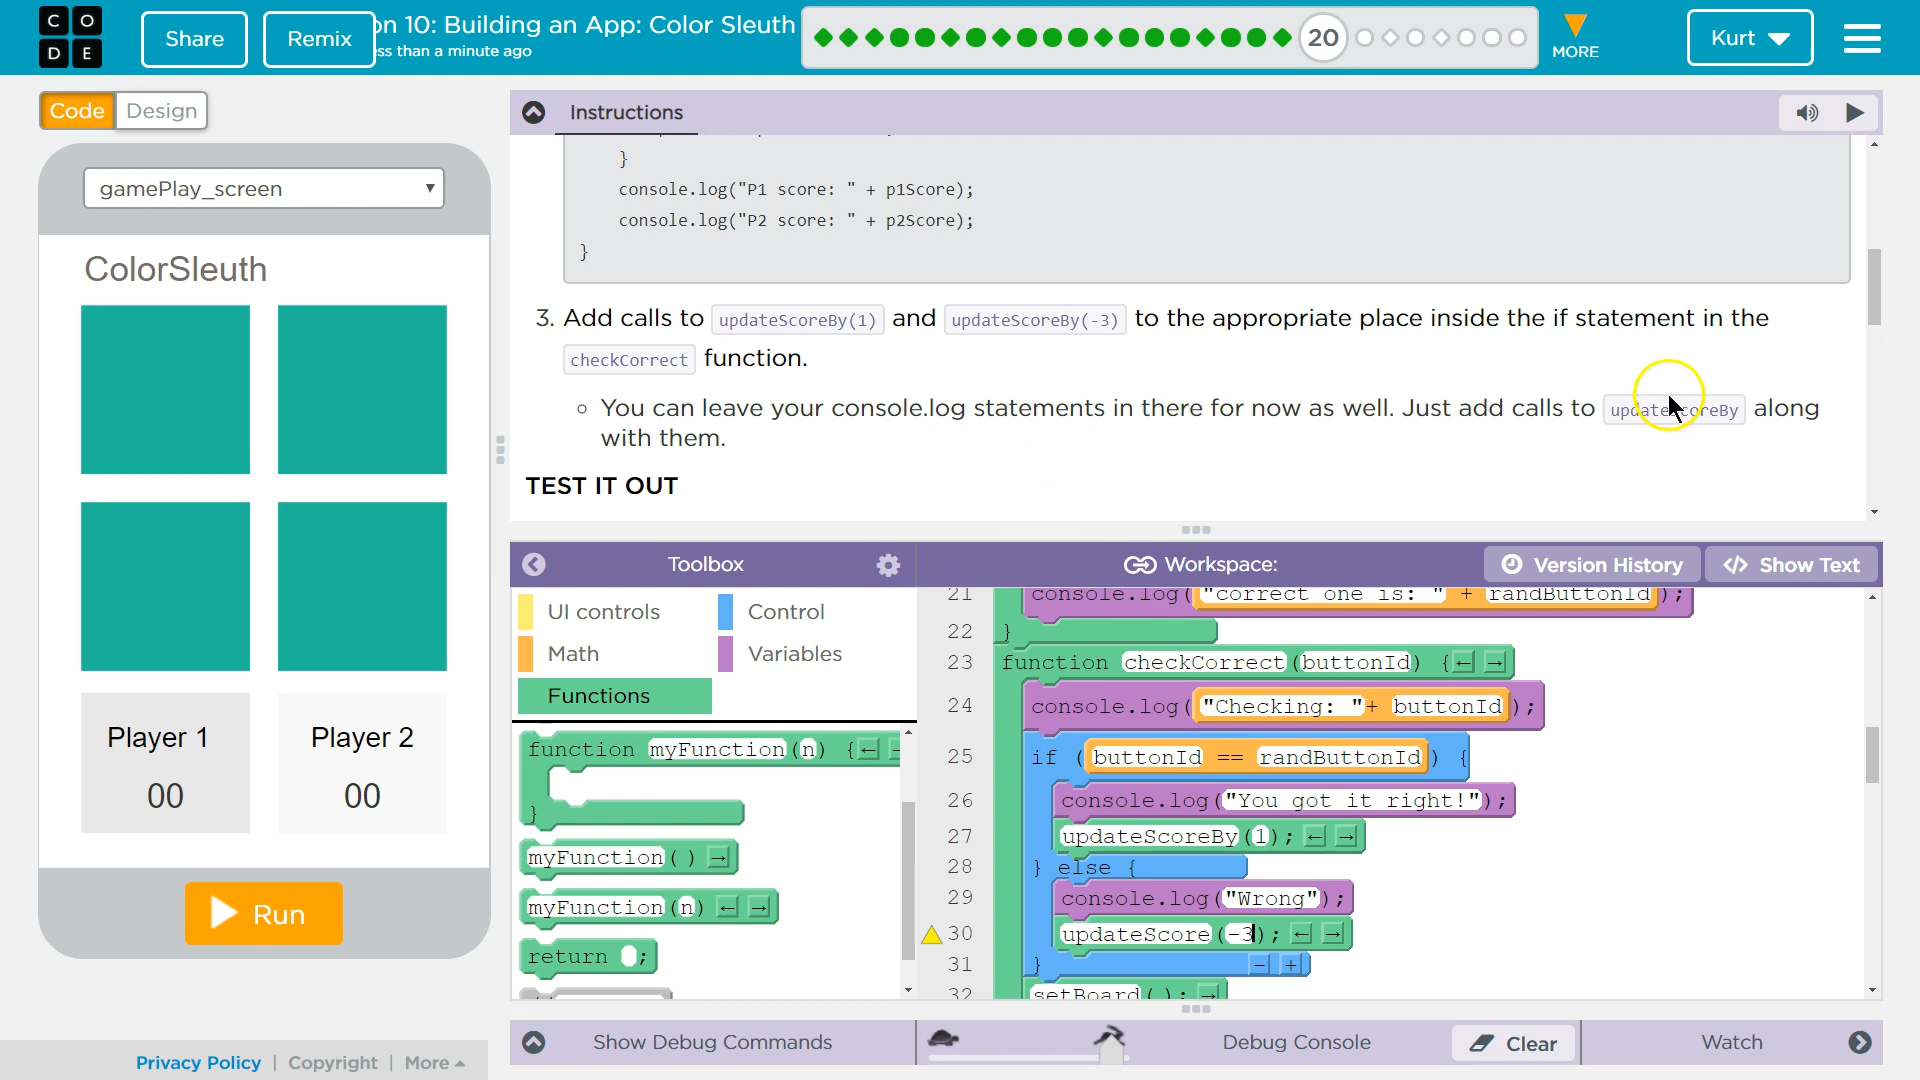 CODE
Share
Remix
on 10: Building an App: Color Sleuth
ess than a minute ago
20
MORE
Kurt
Code
Design
gamePlay_screen
ColorSleuth
Player 1
00
Player 2
00
Run
Privacy Policy | Copyright | More
Instructions
}
console.log("P1 score: " + p1Score);
console.log("P2 score: " + p2Score);
}
3. Add calls to updateScoreBy(1) and updateScoreBy(-3) to the appropriate place inside the if statement in the
checkCorrect function.
You can leave your console.log statements in there for now as well. Just add calls to updateScoreBy along
with them.
TEST IT OUT
Toolbox
Workspace:
Version History
</> Show Text
UI controls
Control
Math
Variables
Functions
function myFunction(n) {
}
myFunction()
myFunction(n)
return ;
21 console.log("correct one is: " + randButtonId);
22 }
23 function checkCorrect(buttonId) {
24 console.log("Checking: "+ buttonId);
25 if (buttonId == randButtonId) {
26 console.log("You got it right!");
27 updateScoreBy(1);
28 } else {
29 console.log("Wrong");
30 updateScore(-3);
31 }
32 setBoard();
Show Debug Commands
Debug Console
Clear
Watch